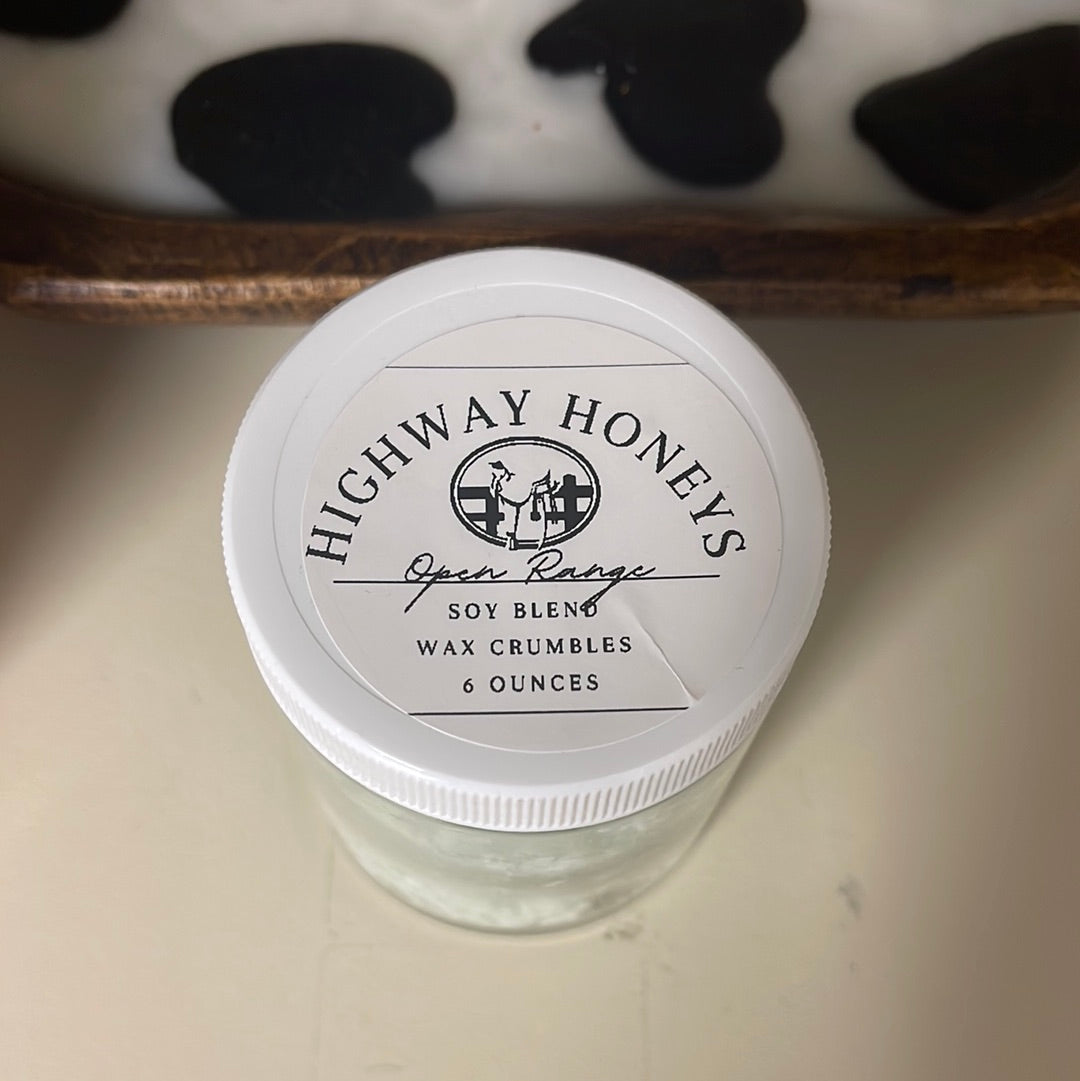 HIGHWAY HONEYS
Open Range
SOY BLEND
WAX CRUMBLES
6 OUNCES